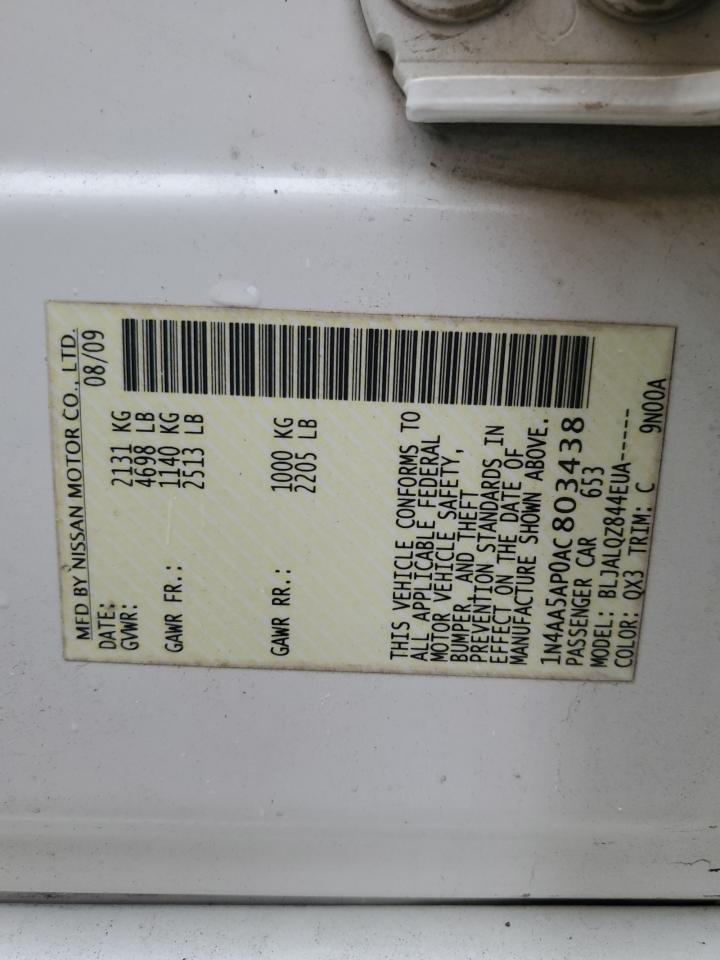 MFD BY NISSAN MOTOR CO., LTD.
DATE: 08/09
GVWR: 2131 KG
4698 LB
GAWR FR.: 1140 KG
2513 LB
GAWR RR.: 1000 KG
2205 LB
THIS VEHICLE CONFORMS TO
ALL APPLICABLE FEDERAL
MOTOR VEHICLE SAFETY,
BUMPER, AND THEFT
PREVENTION STANDARDS IN
EFFECT ON THE DATE OF
MANUFACTURE SHOWN ABOVE.
1N4AA5AP0AC803438
PASSENGER CAR 653
MODEL: BLJALQZ844EUA-----
COLOR: QX3 TRIM: C 9N00A